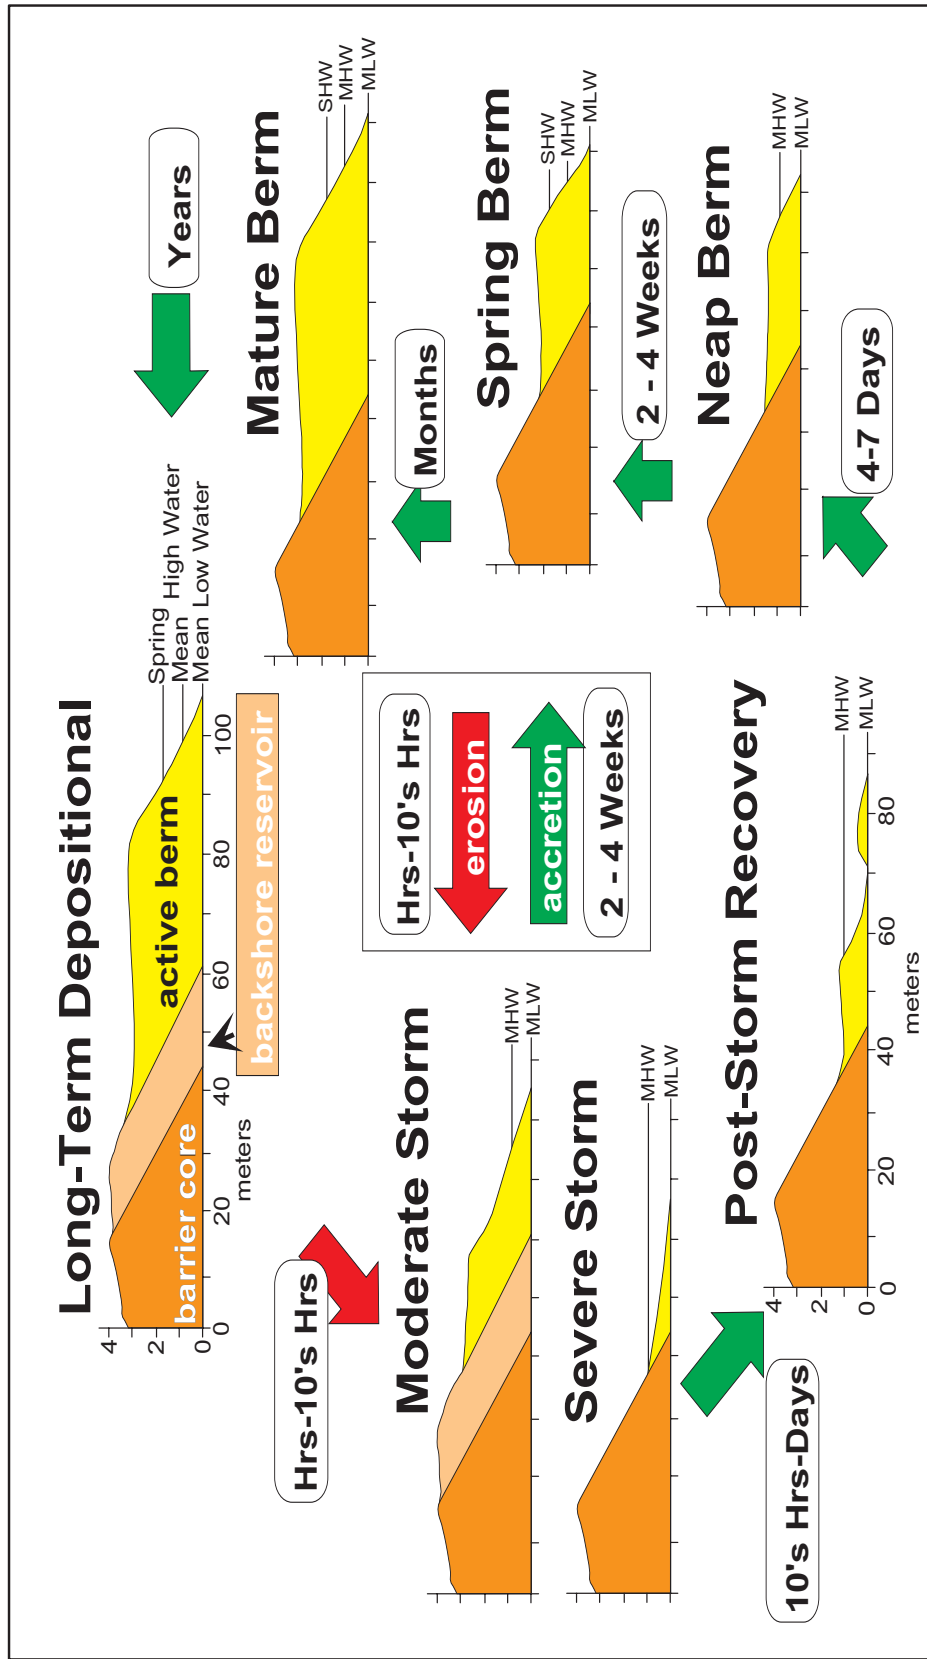 Long-Term Depositional
Spring
Mean
High Water
Mean Low Water
active berm
barrier core
backshore reservoir
4
2
0
0
20
40
60
80
100
meters
Years
Mature Berm
SHW
MHW
MLW
Hrs-10's Hrs
Moderate Storm
MHW
MLW
Hrs-10's Hrs
erosion
accretion
2 - 4 Weeks
Months
Spring Berm
SHW
MHW
MLW
Severe Storm
MHW
MLW
2 - 4 Weeks
Neap Berm
MHW
MLW
10's Hrs-Days
Post-Storm Recovery
MHW
MLW
4
2
0
0
20
40
60
80
meters
4-7 Days